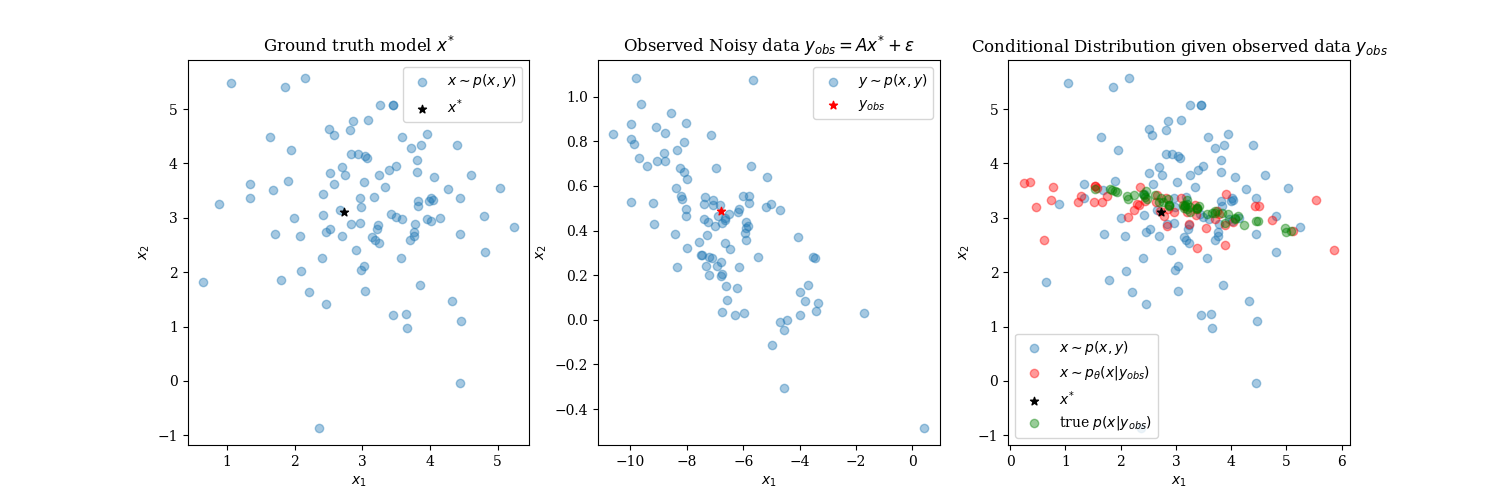 Ground truth model x*
x ~ p(x, y)
x*
5
4
3
2
1
0
−1
x₂
1
2
3
4
5
x₁
Observed Noisy data y_obs = Ax* + ε
y ~ p(x, y)
y_obs
1.0
0.8
0.6
0.4
0.2
0.0
−0.2
−0.4
x₂
−10
−8
−6
−4
−2
0
x₁
Conditional Distribution given observed data y_obs
5
4
3
2
1
0
−1
x₂
x ~ p(x, y)
x ~ p_θ(x|y_obs)
x*
true p(x|y_obs)
0
1
2
3
4
5
6
x₁